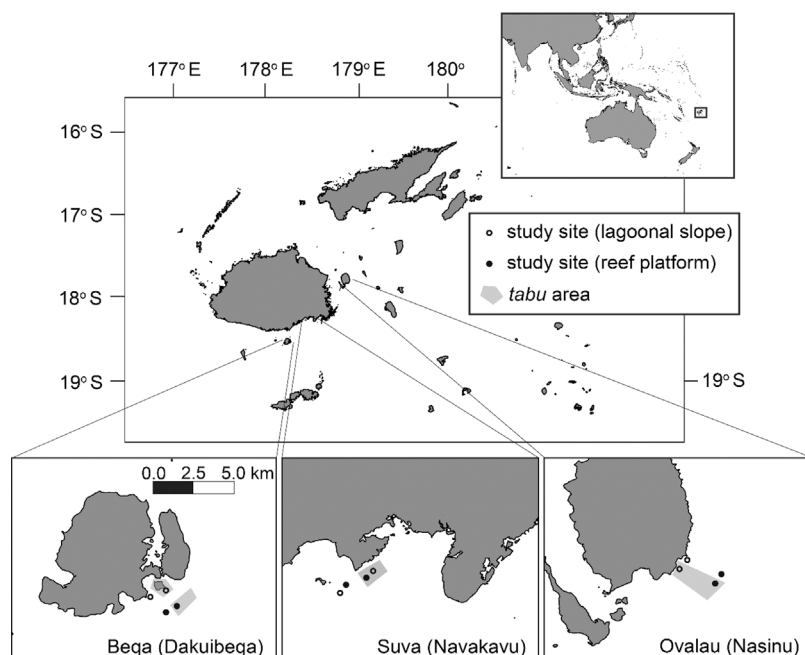 177°E 178°E 179°E 180°
16°S
17°S
18°S
19°S
19°S
study site (lagoonal slope)
study site (reef platform)
tabu area
0.0 2.5 5.0 km
Beqa (Dakuibeqa)
Suva (Navakavu)
Ovalau (Nasinu)